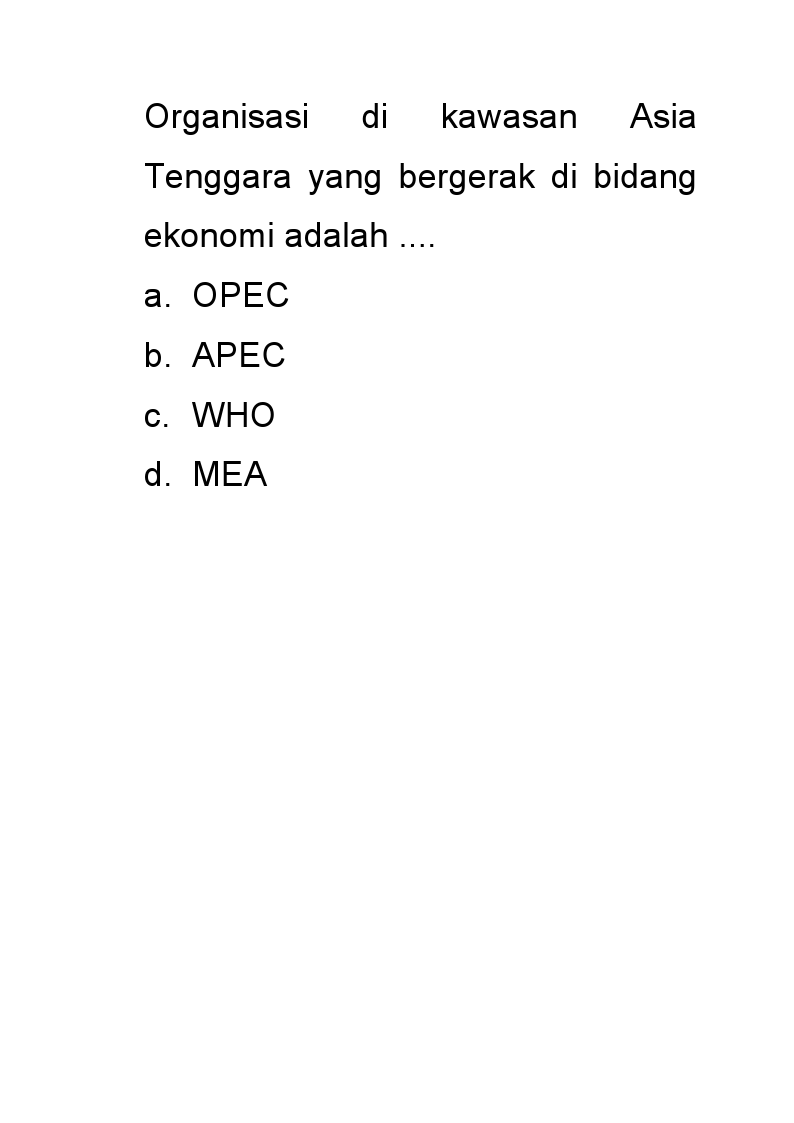 Organisasi di kawasan Asia
Tenggara yang bergerak di bidang
ekonomi adalah ....
a. OPEC
b. APEC
c. WHO
d. MEA